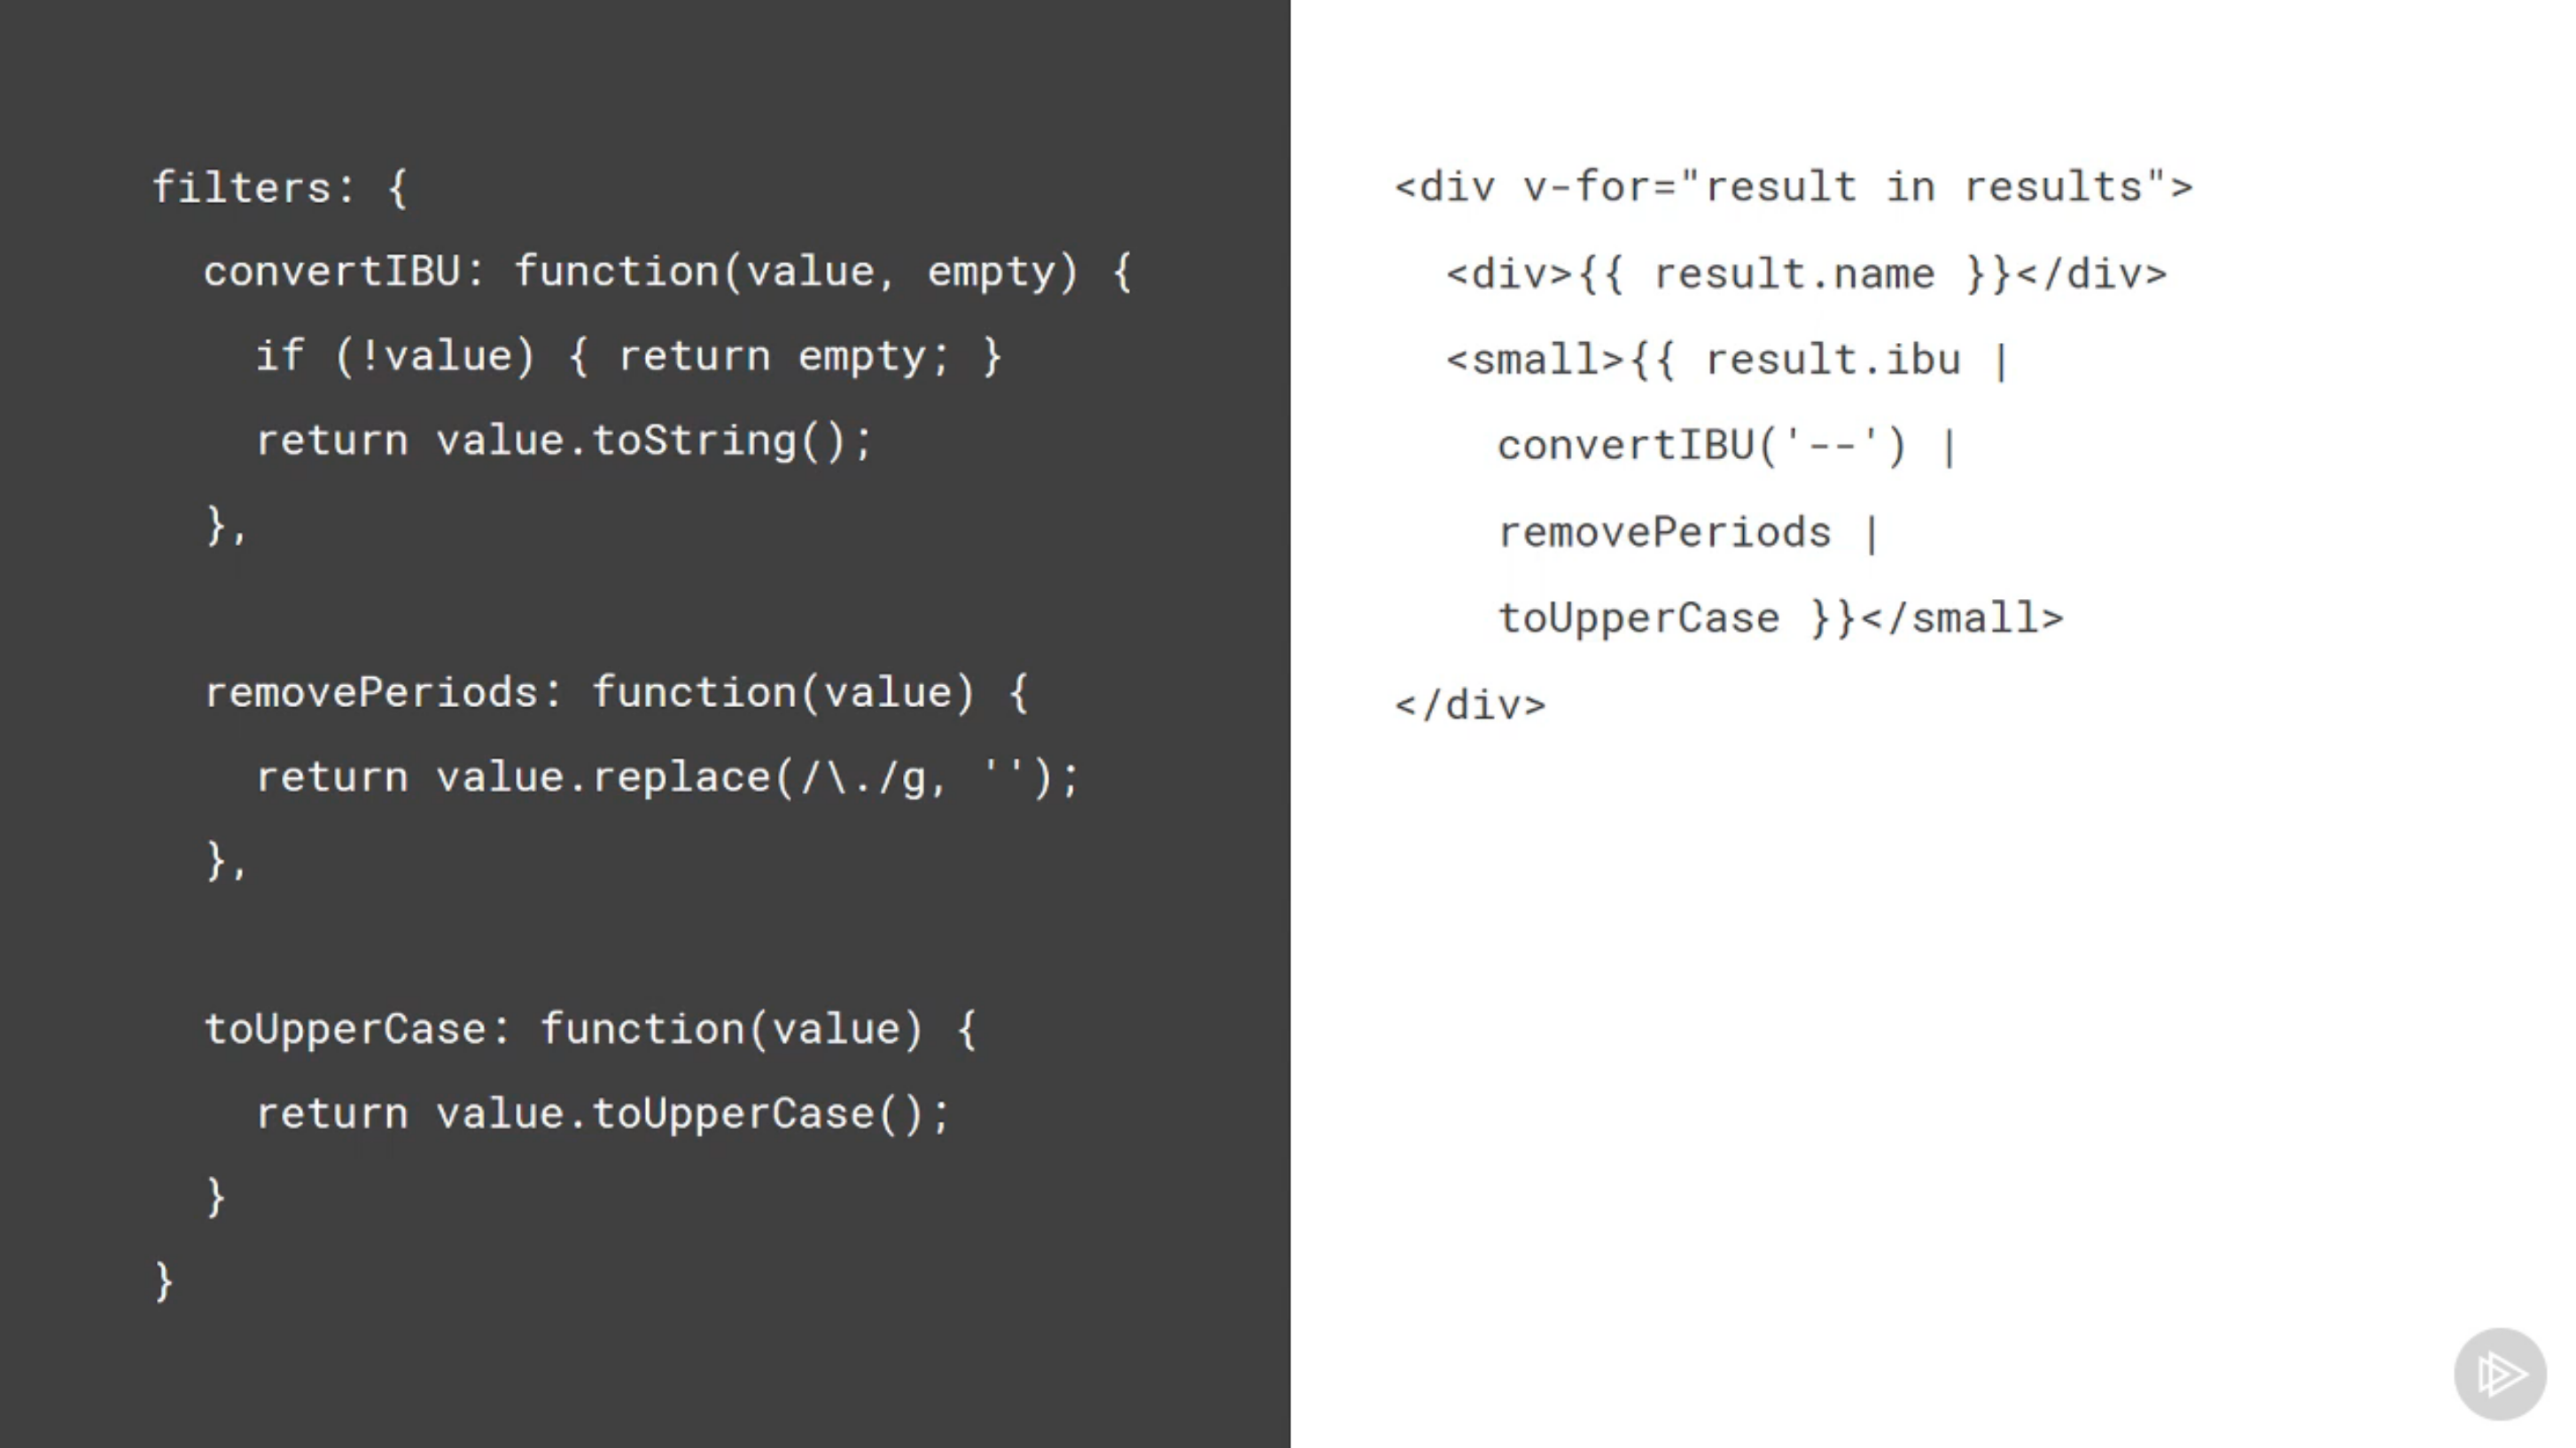 filters: {
convertIBU: function(value, empty) {
if (!value) { return empty; }
return value.toString();
},
removePeriods: function(value) {
return value.replace(/\./g, '');
},
toUpperCase: function(value) {
return value.toUpperCase();
}
}
<div v-for="result in results">
<div>{{ result.name }}</div>
<small>{{ result.ibu |
convertIBU('--') |
removePeriods |
toUpperCase }}</small>
</div>